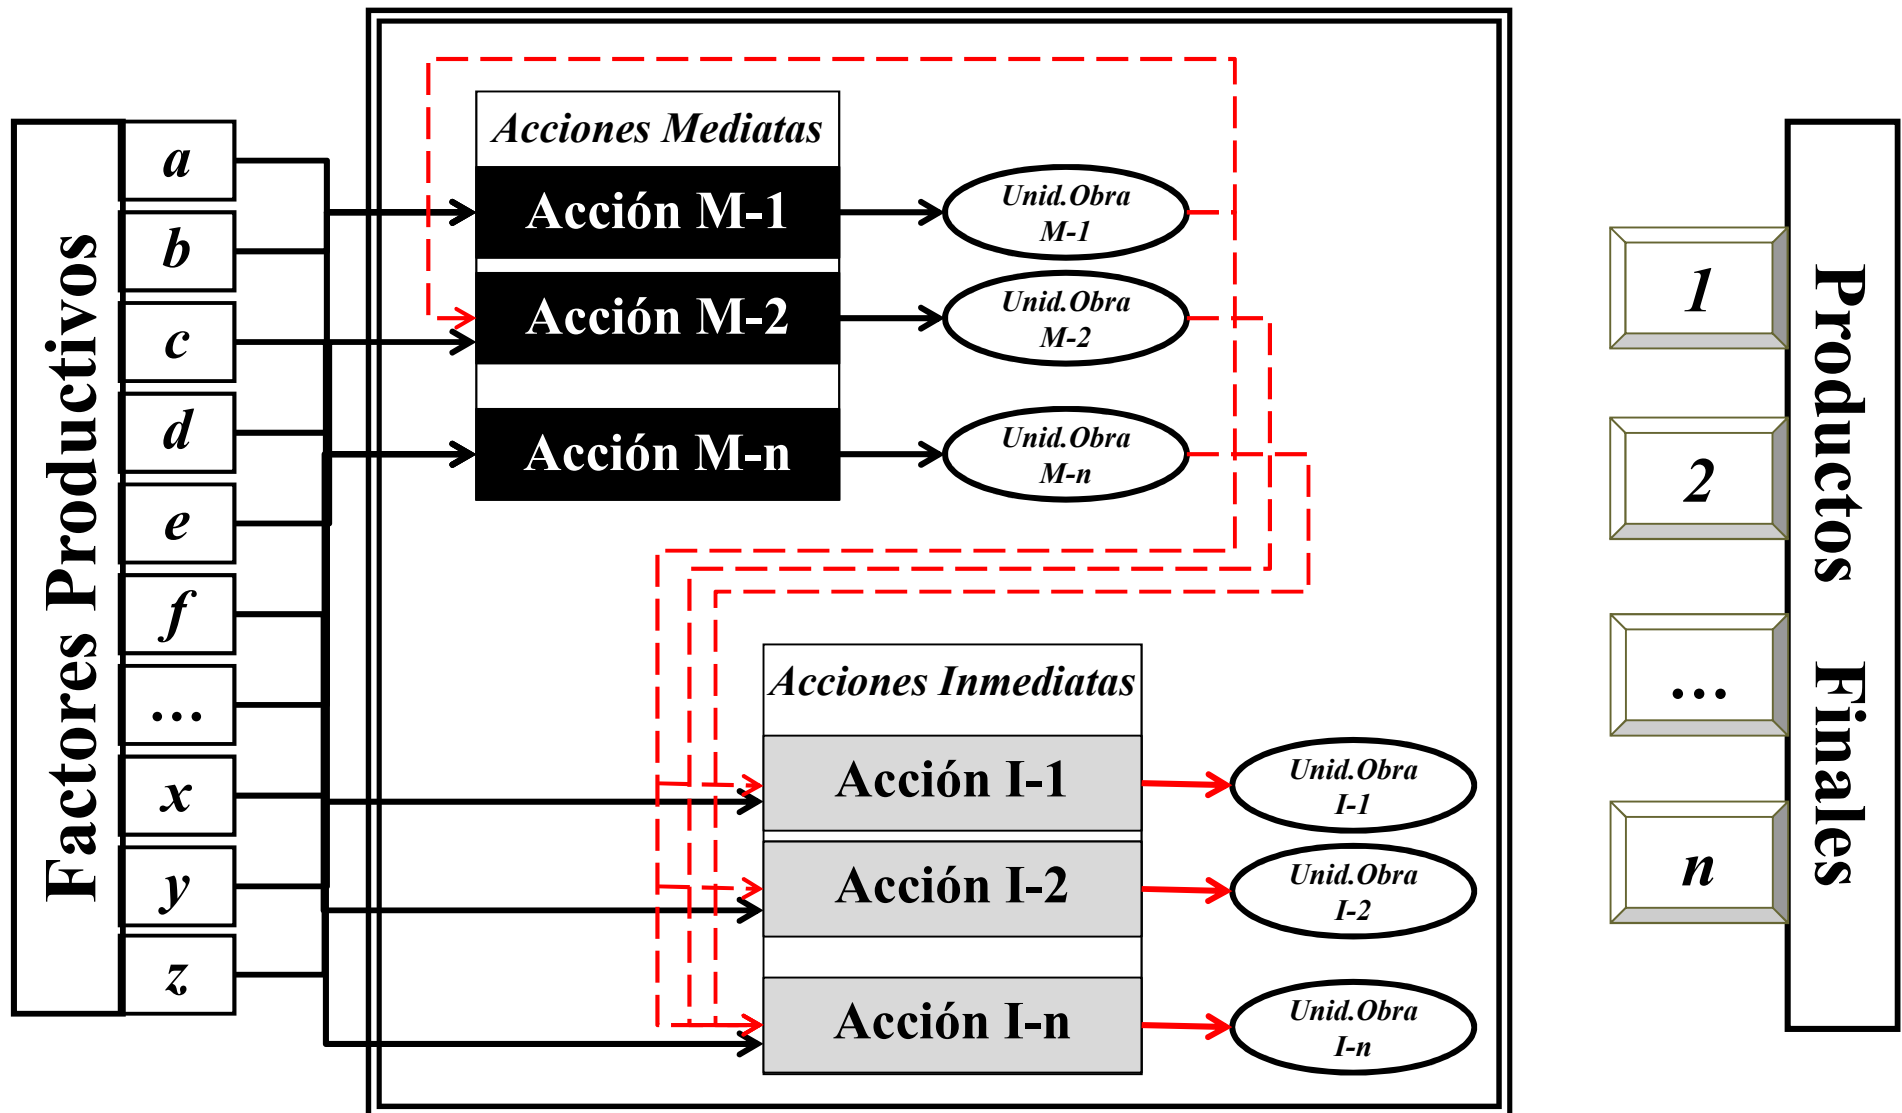 Factores Productivos
a
b
c
d
e
f
...
x
y
z
Acciones Mediatas
Acción M-1
Acción M-2
Acción M-n
Unid.Obra
M-1
Unid.Obra
M-2
Unid.Obra
M-n
Acciones Inmediatas
Acción I-1
Acción I-2
Acción I-n
Unid.Obra
I-1
Unid.Obra
I-2
Unid.Obra
I-n
1
2
...
n
Productos Finales